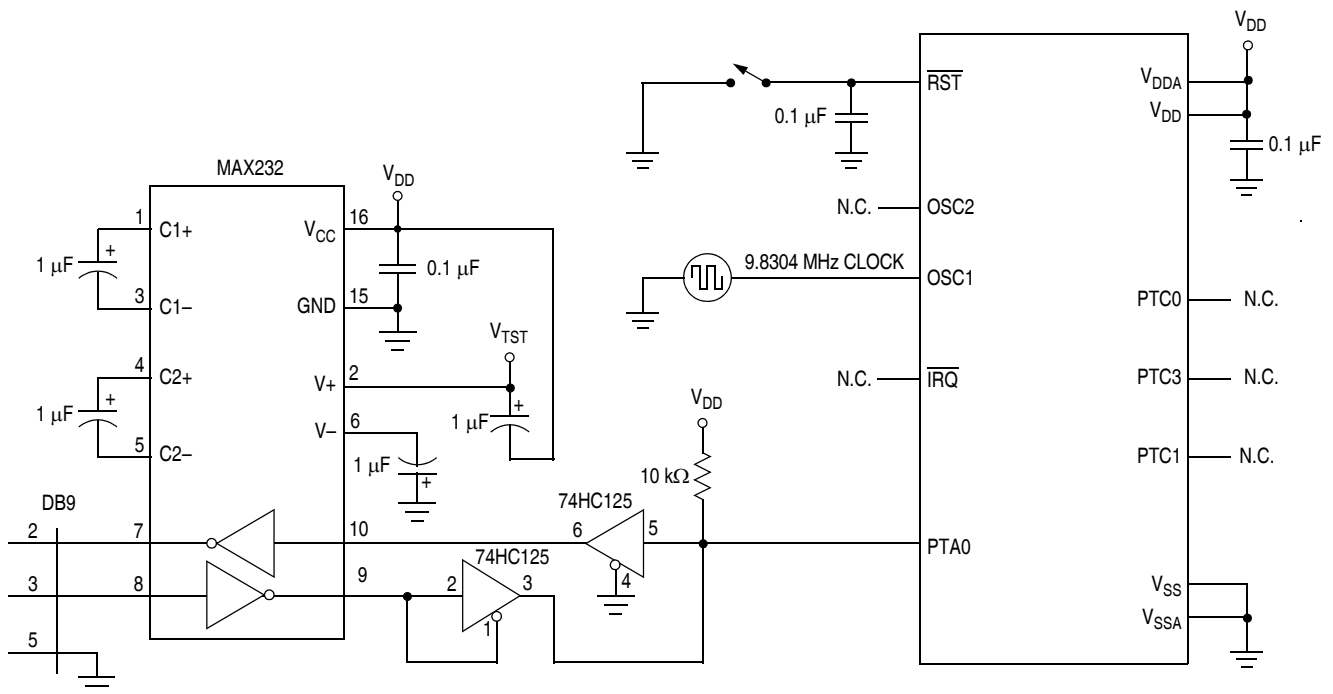 VDD
RST
VDDA
0.1 μF
VDD
0.1 μF
MAX232
VDD
1
C1+
VCC
16
N.C.
OSC2
1 μF
+
0.1 μF
9.8304 MHz CLOCK
OSC1
3
C1–
GND
15
PTC0
N.C.
VTST
4
C2+
V+
2
N.C.
IRQ
PTC3
N.C.
1 μF
+
+
VDD
1 μF
V–
6
5
C2–
PTC1
N.C.
1 μF
+
10 kΩ
DB9
74HC125
2
7
10
6
5
PTA0
74HC125
4
3
8
9
2
3
VSS
1
VSSA
5